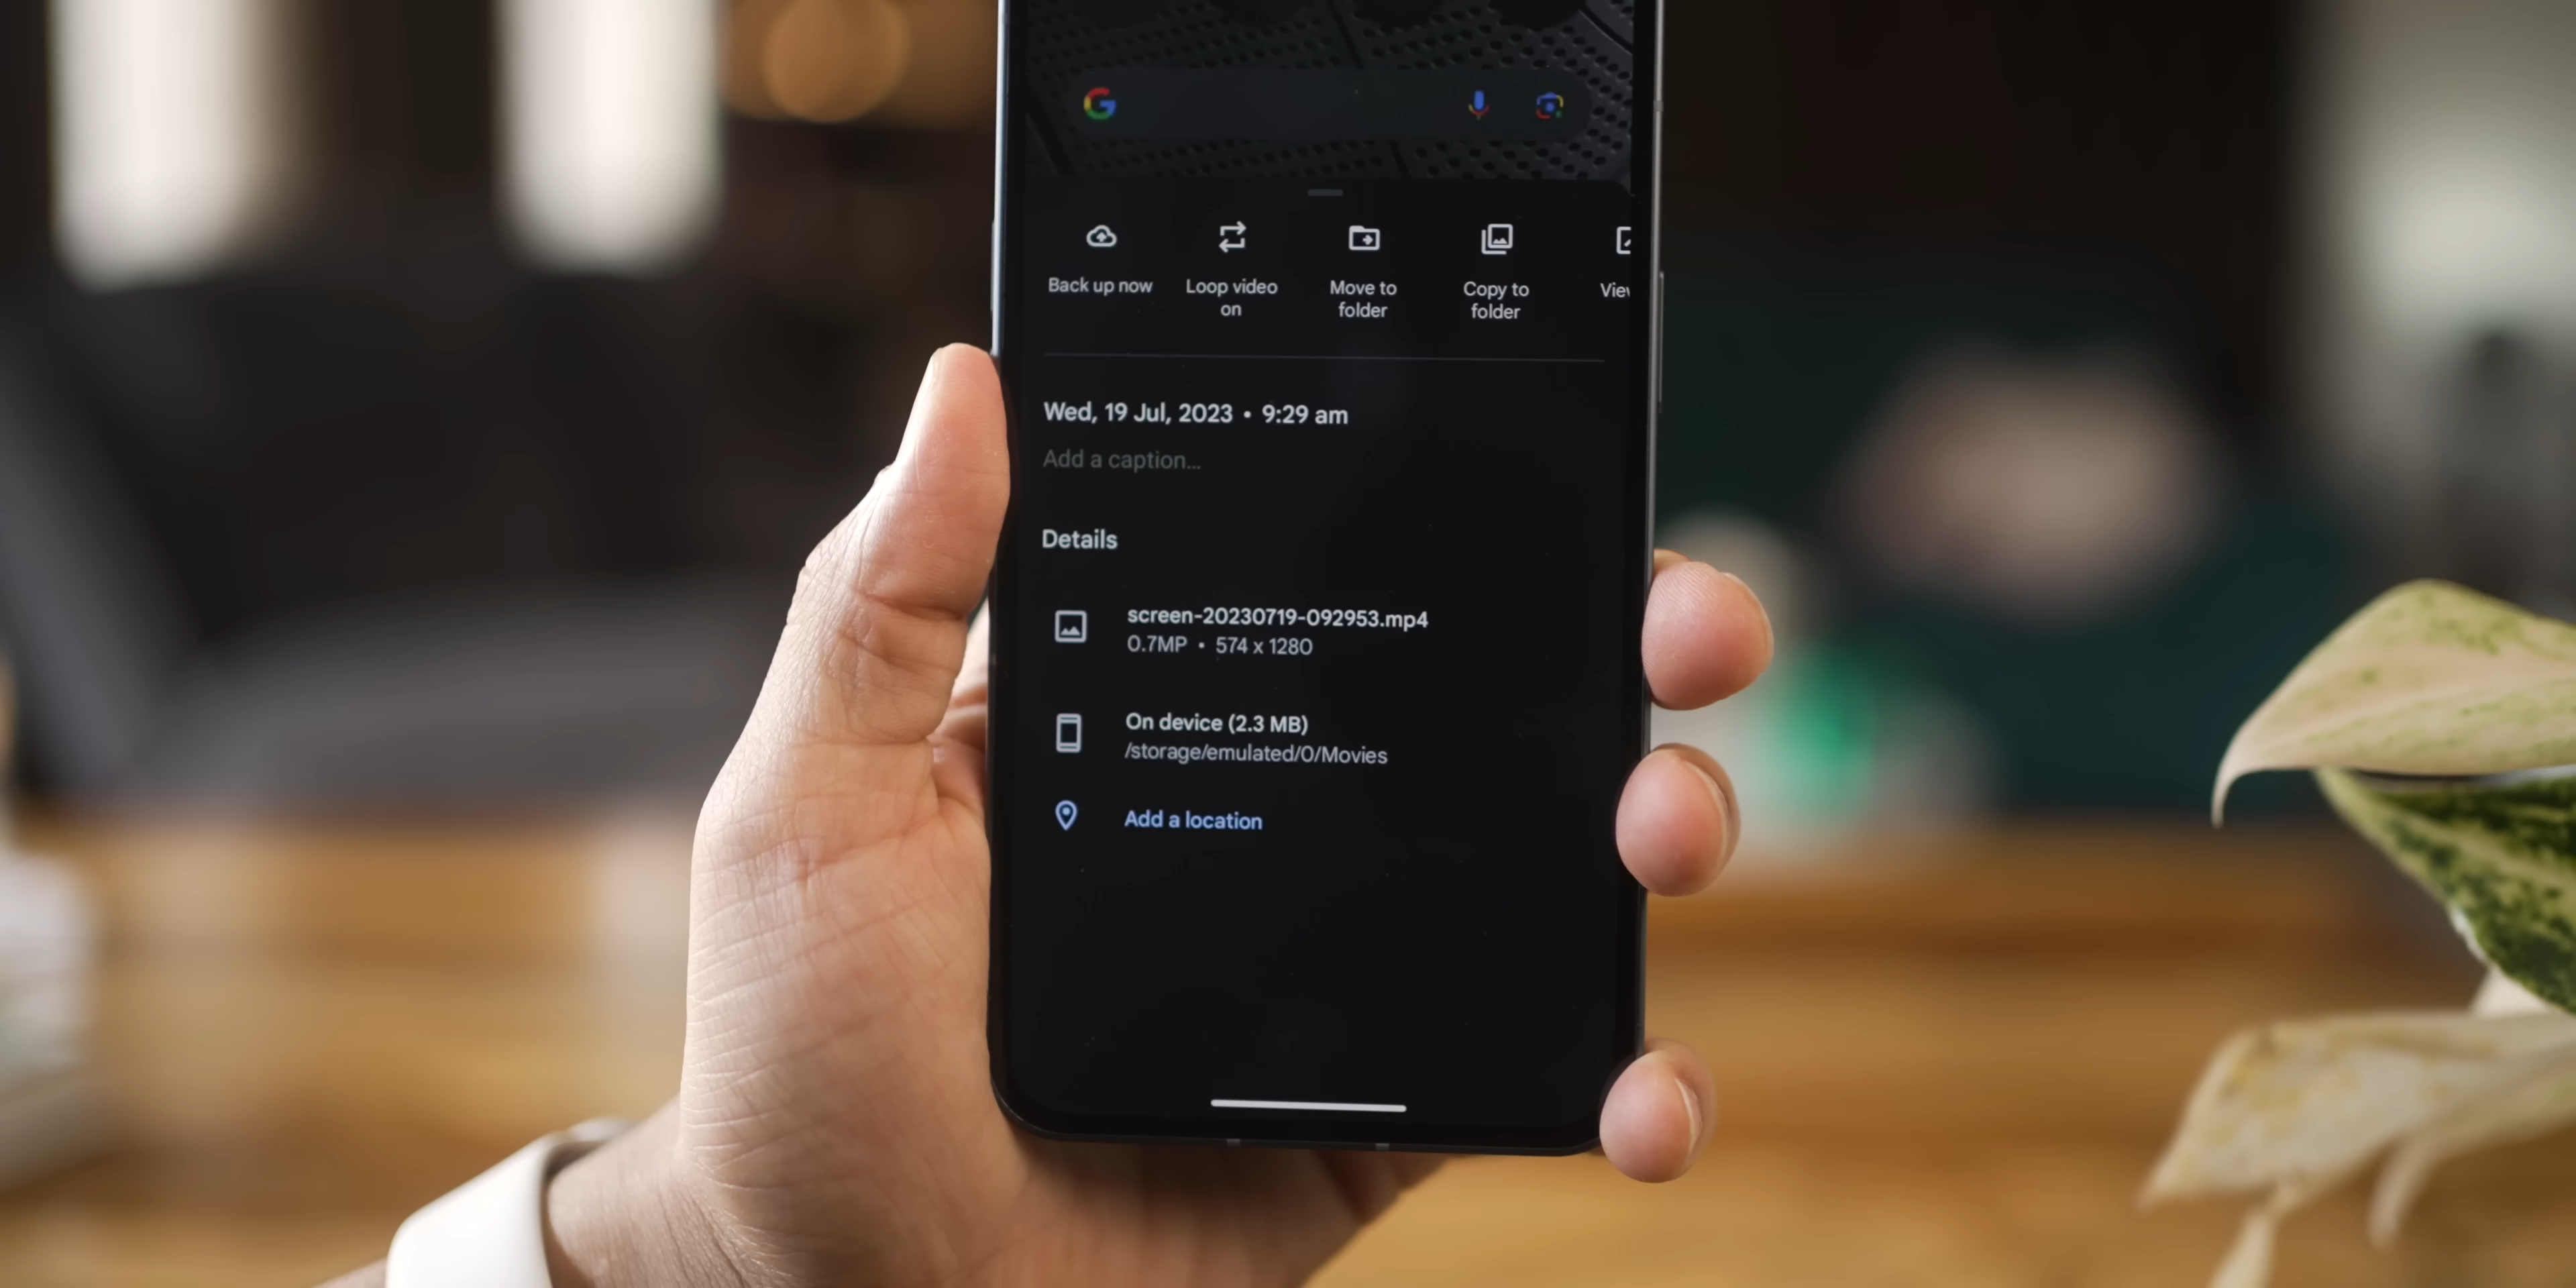 Back up now
Loop video
on
Move to
folder
Copy to
folder
Wed, 19 Jul, 2023 • 9:29 am
Add a caption...
Details
screen-20230719-092953.mp4
0.7MP • 574 x 1280
On device (2.3 MB)
/storage/emulated/0/Movies
Add a location